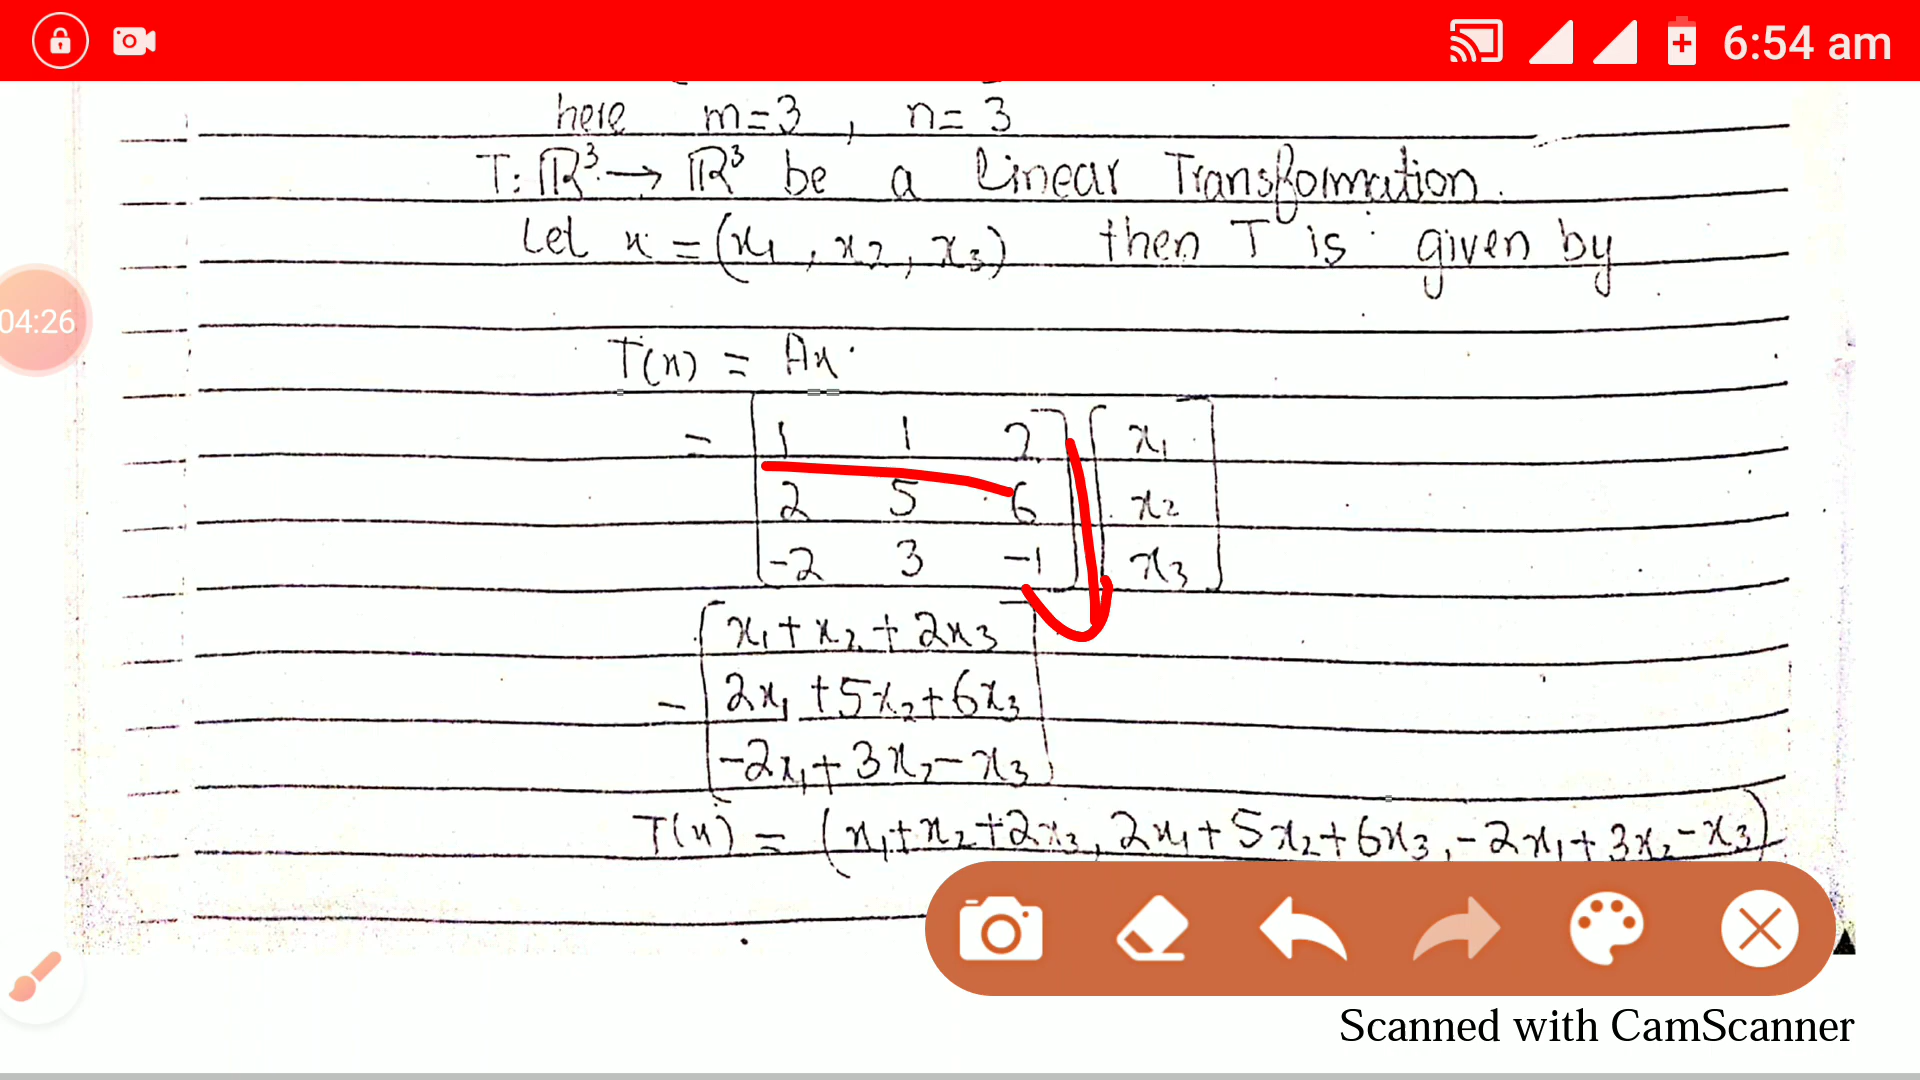 6:54 am
here m=3 , n=3
T: ℝ³ → ℝ³ be a Linear Transformation.
Let x = (x₁ , x₂ , x₃) then T is given by
04:26
T(x) = Ax
= [ 1 1 2 ] [ x₁ ]
[ 2 5 6 ] [ x₂ ]
[ -2 3 -1 ] [ x₃ ]
[ x₁ + x₂ + 2x₃ ]
= [ 2x₁ + 5x₂ + 6x₃ ]
[ -2x₁ + 3x₂ - x₃ ]
T(x) = (x₁+x₂+2x₃, 2x₁+5x₂+6x₃, -2x₁+3x₂-x₃)
Scanned with CamScanner